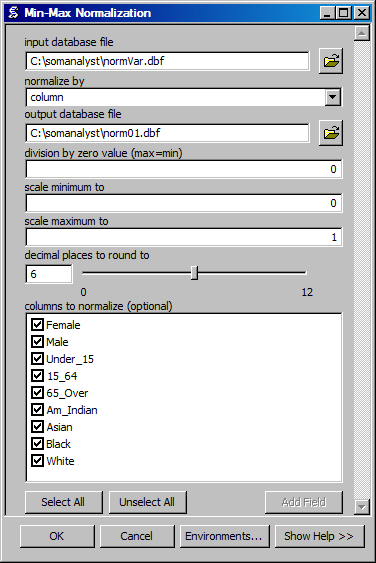 Min-Max Normalization
input database file
C:\somanalyst\normVar.dbf
normalize by
column
output database file
C:\somanalyst\norm01.dbf
division by zero value (max=min)
0
scale minimum to
0
scale maximum to
1
decimal places to round to
6
0 12
columns to normalize (optional)
Female
Male
Under_15
15_64
65_Over
Am_Indian
Asian
Black
White
Select All Unselect All Add Field
OK Cancel Environments... Show Help >>